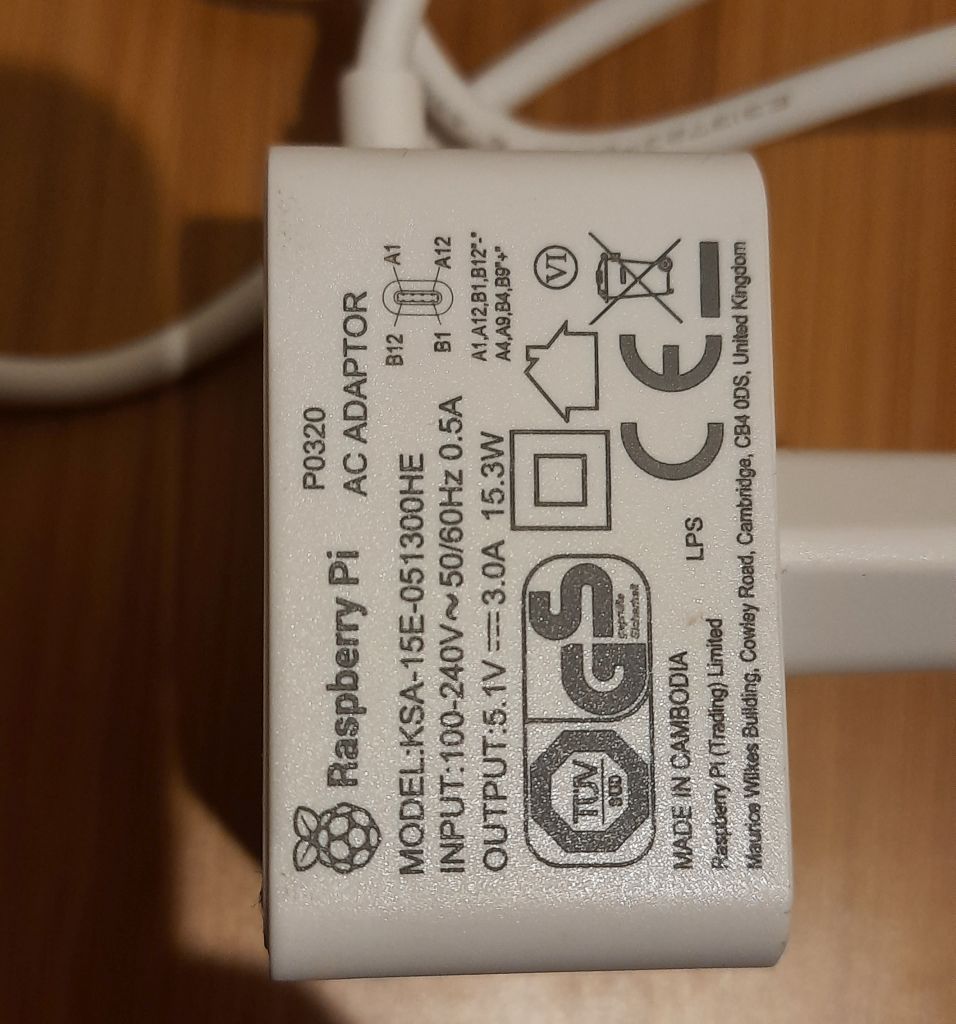 Raspberry Pi
P0320
AC ADAPTOR
MODEL:KSA-15E-051300HE
INPUT:100-240V~50/60Hz 0.5A
OUTPUT:5.1V⎓3.0A 15.3W
B12 A1
B1 A12
A1,A12,B1,B12"-"
A4,A9,B4,B9"+"
TÜV
SÜD
GS
geprüfte
Sicherheit
VI
CE
MADE IN CAMBODIA
LPS
Raspberry Pi (Trading) Limited
Maurice Wilkes Building, Cowley Road, Cambridge, CB4 0DS, United Kingdom